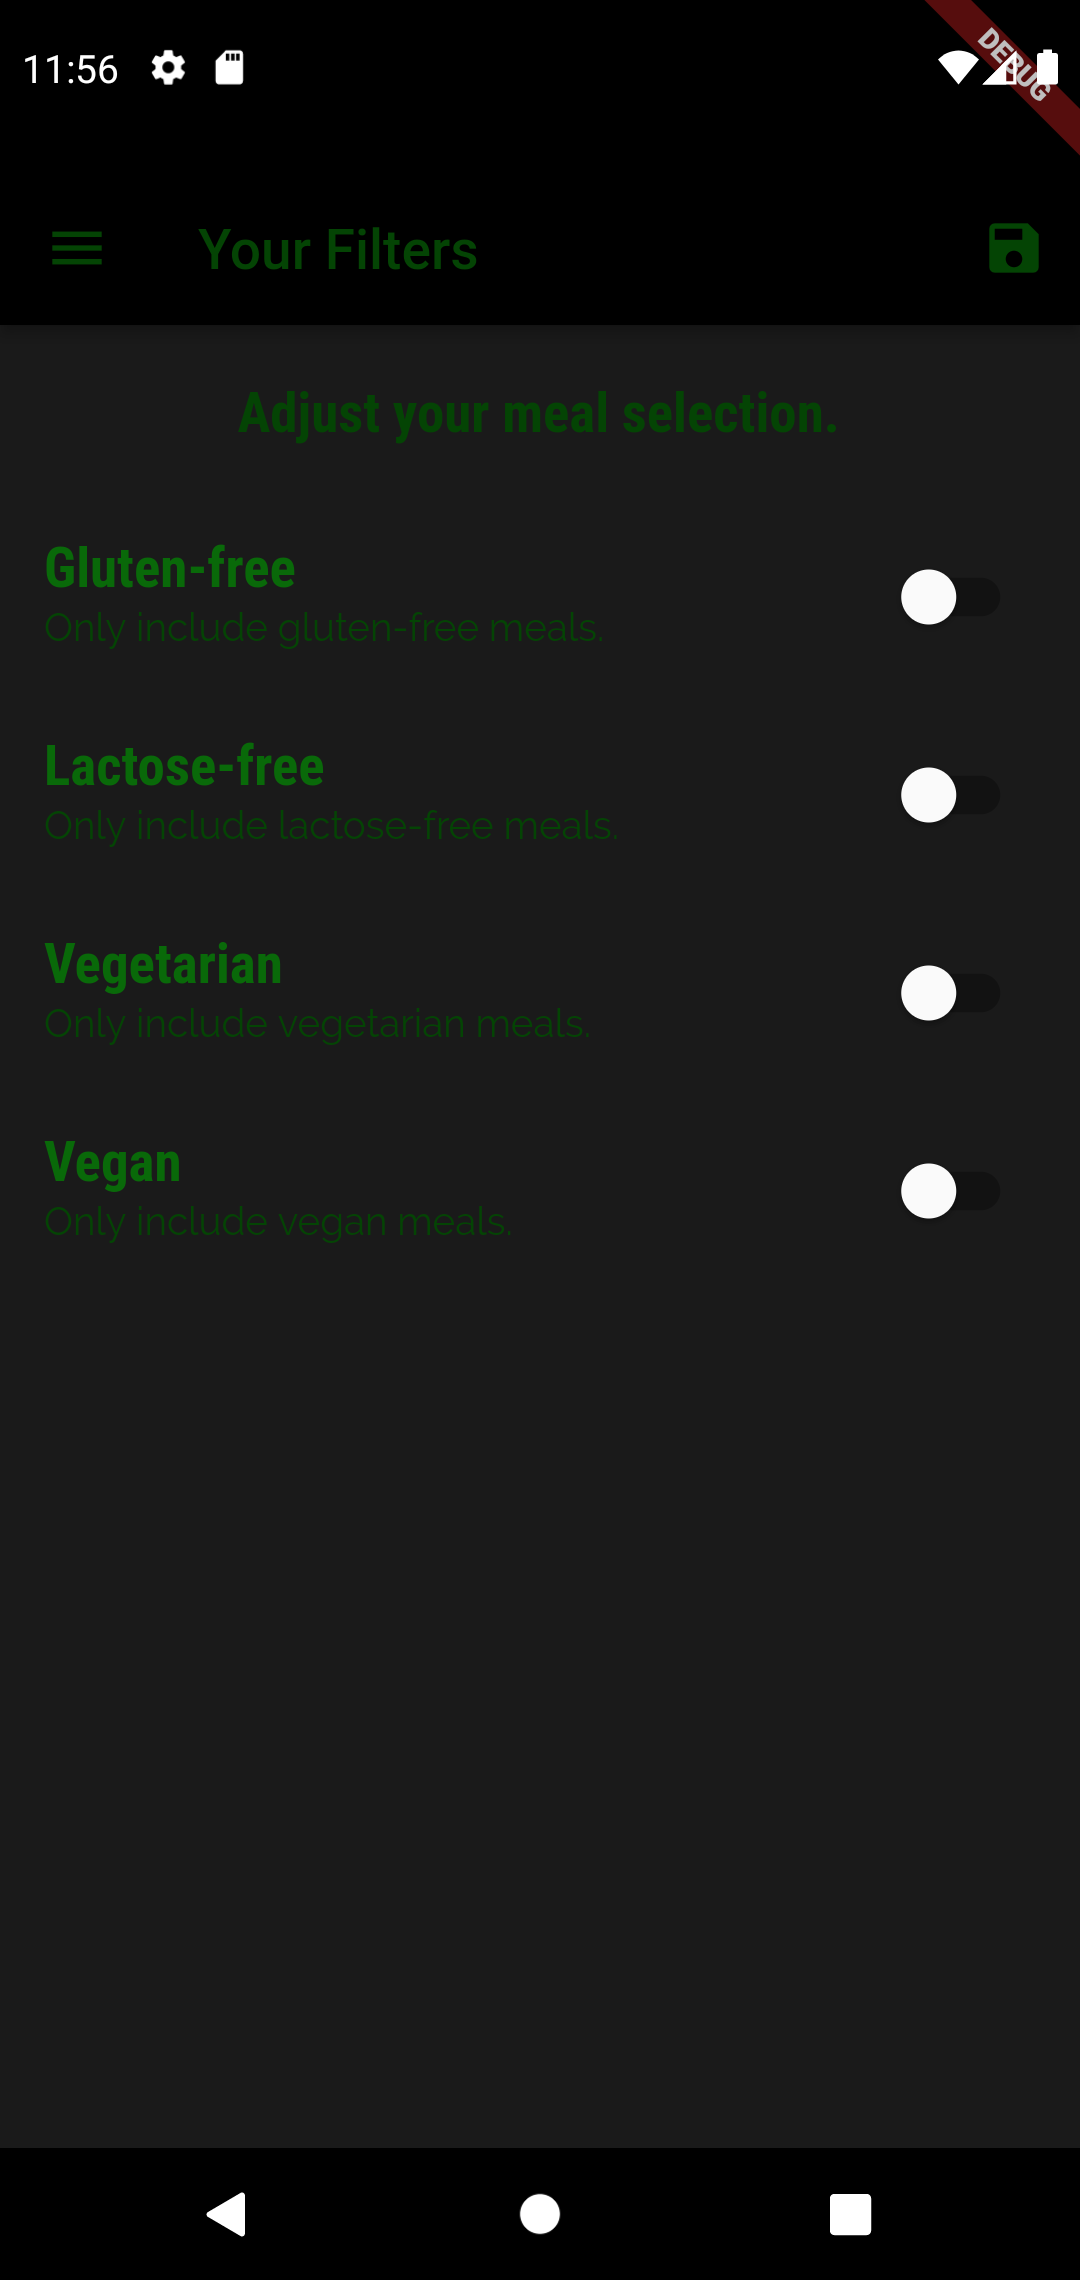 11:56
DEBUG
Your Filters
Adjust your meal selection.
Gluten-free
Only include gluten-free meals.
Lactose-free
Only include lactose-free meals.
Vegetarian
Only include vegetarian meals.
Vegan
Only include vegan meals.